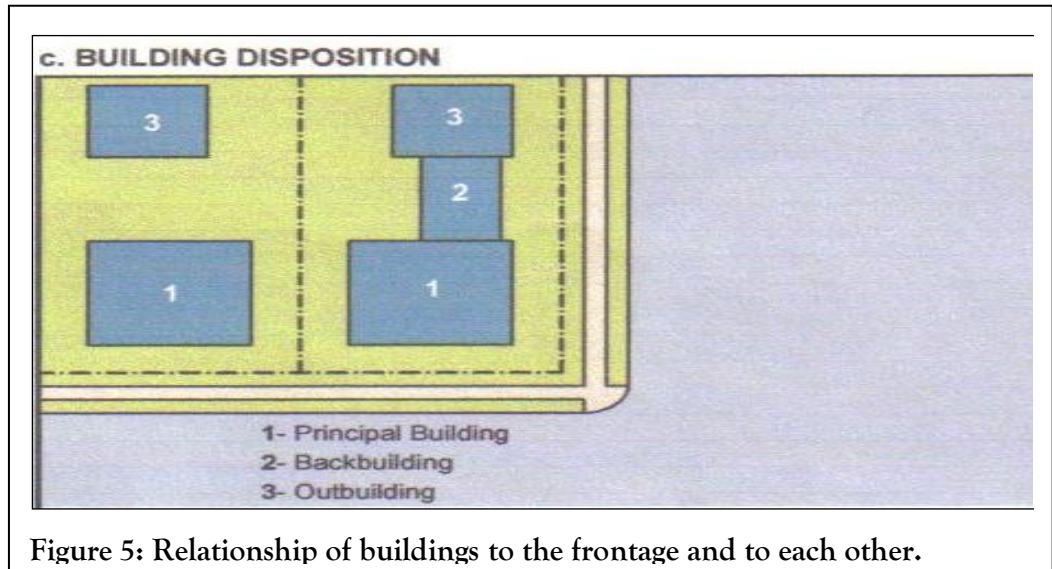 c. BUILDING DISPOSITION
3
3
2
1
1
1- Principal Building
2- Backbuilding
3- Outbuilding
Figure 5: Relationship of buildings to the frontage and to each other.